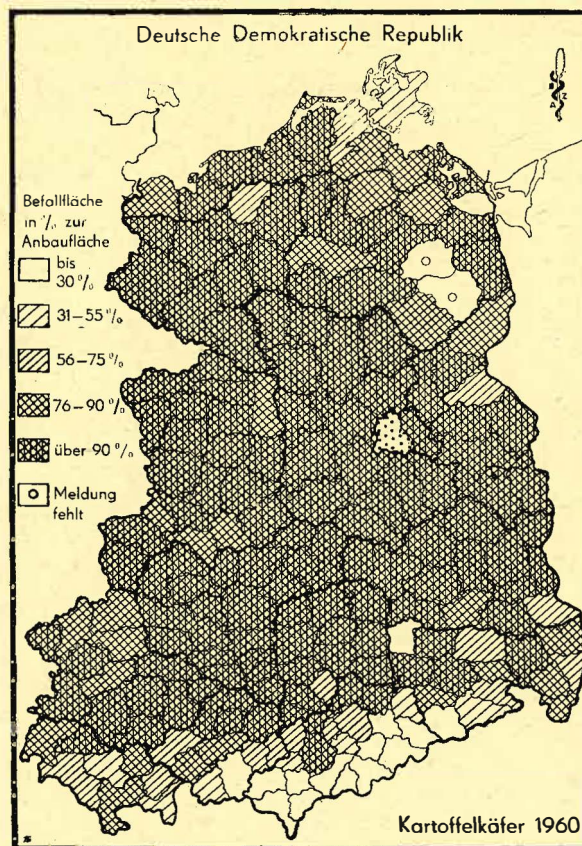 Deutsche Demokratische Republik
Befallfläche
in % zur
Anbaufläche
bis
30%
31–55%
56–75%
76–90%
über 90%
Meldung
fehlt
Kartoffelkäfer 1960